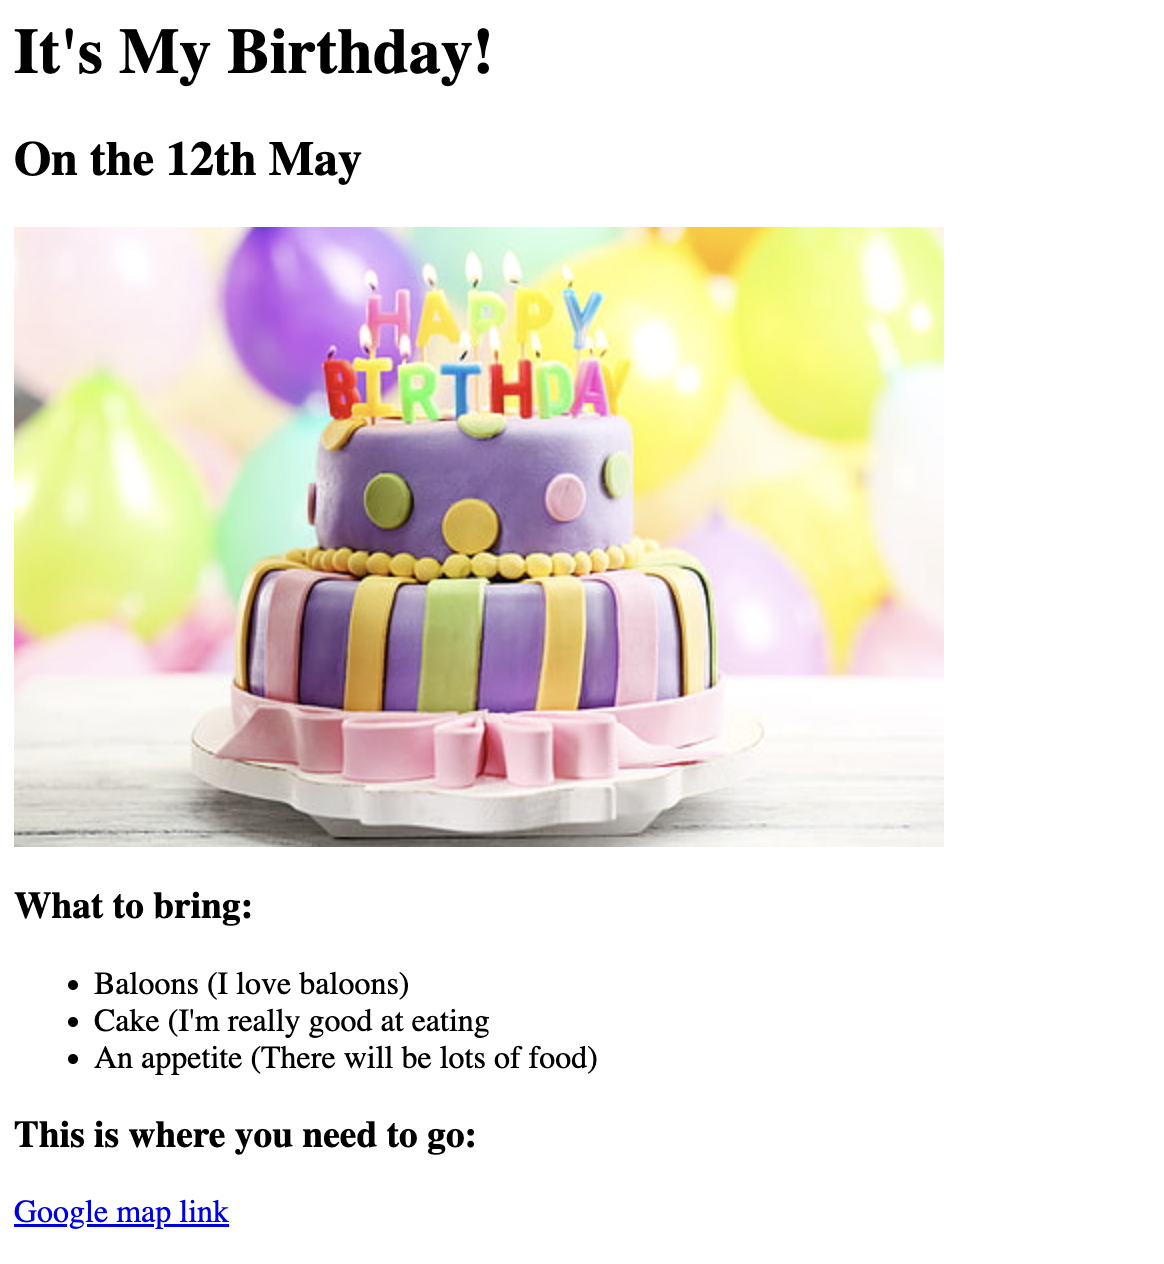 It's My Birthday!
On the 12th May
HAPPY
BIRTHDAY
What to bring:
Baloons (I love baloons)
Cake (I'm really good at eating
An appetite (There will be lots of food)
This is where you need to go:
Google map link